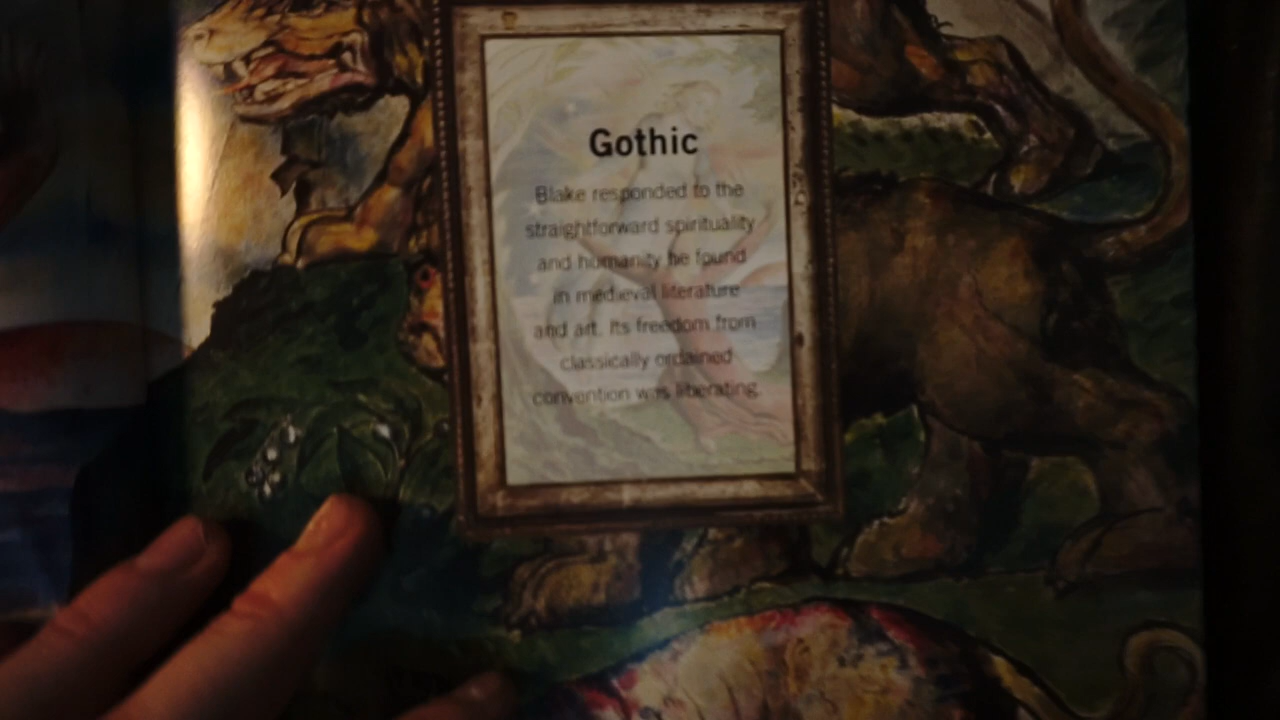 Gothic
Blake responded to the
straightforward spirituality
and humanity he found
in medieval literature
and art. Its freedom from
classically ordained
convention was liberating.